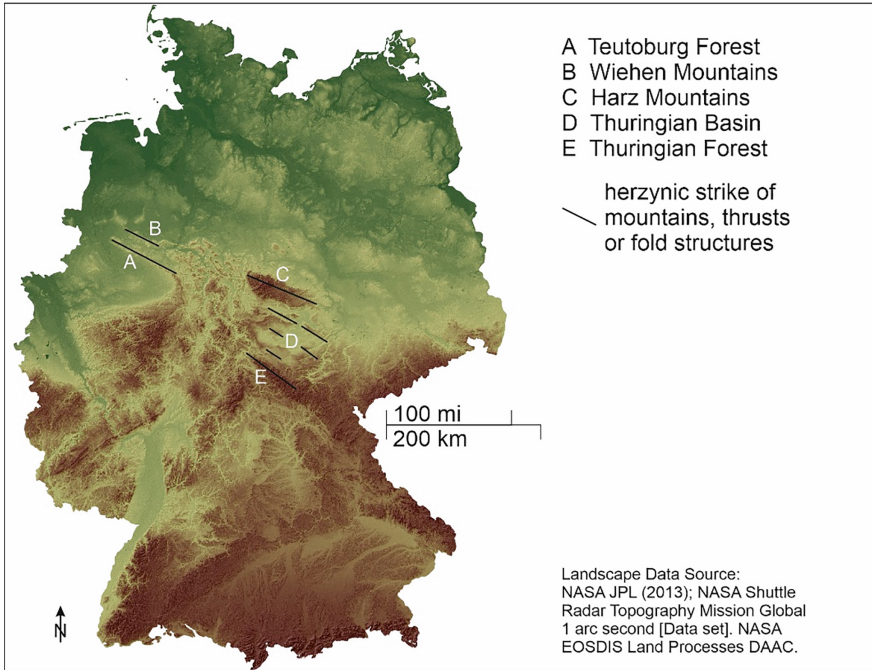 A Teutoburg Forest
B Wiehen Mountains
C Harz Mountains
D Thuringian Basin
E Thuringian Forest
herzynic strike of
mountains, thrusts
or fold structures
B
A
C
D
E
100 mi
200 km
N
Landscape Data Source:
NASA JPL (2013); NASA Shuttle
Radar Topography Mission Global
1 arc second [Data set]. NASA
EOSDIS Land Processes DAAC.